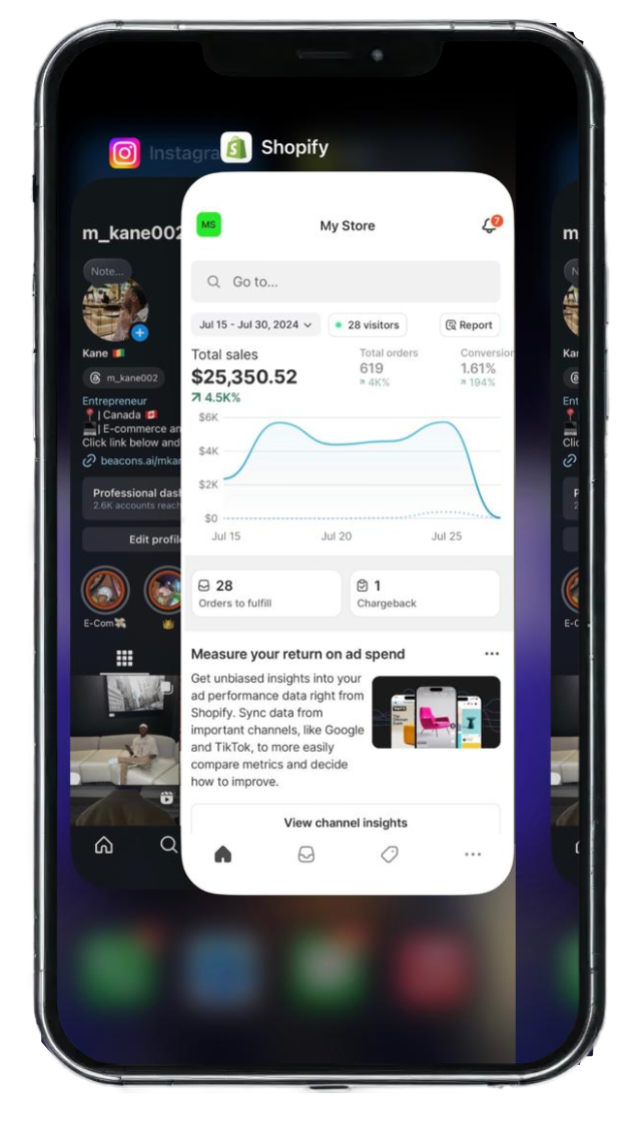 Instagra
Shopify
m_kane002
Note...
Kane
m_kane002
Entrepreneur
| Canada
| E-commerce an
Click link below and
beacons.ai/mkar
Professional dash
2.6K accounts reach
Edit profile
E-Com
MS
My Store
7
Go to...
Jul 15 - Jul 30, 2024
28 visitors
Report
Total sales
Total orders
Conversion
$25,350.52
619
1.61%
4.5K%
4K%
194%
$6K
$4K
$2K
$0
Jul 15
Jul 20
Jul 25
28
Orders to fulfill
1
Chargeback
Measure your return on ad spend
Get unbiased insights into your
ad performance data right from
Shopify. Sync data from
important channels, like Google
and TikTok, to more easily
compare metrics and decide
how to improve.
View channel insights
m
Ka
Ent
Clic
E-C